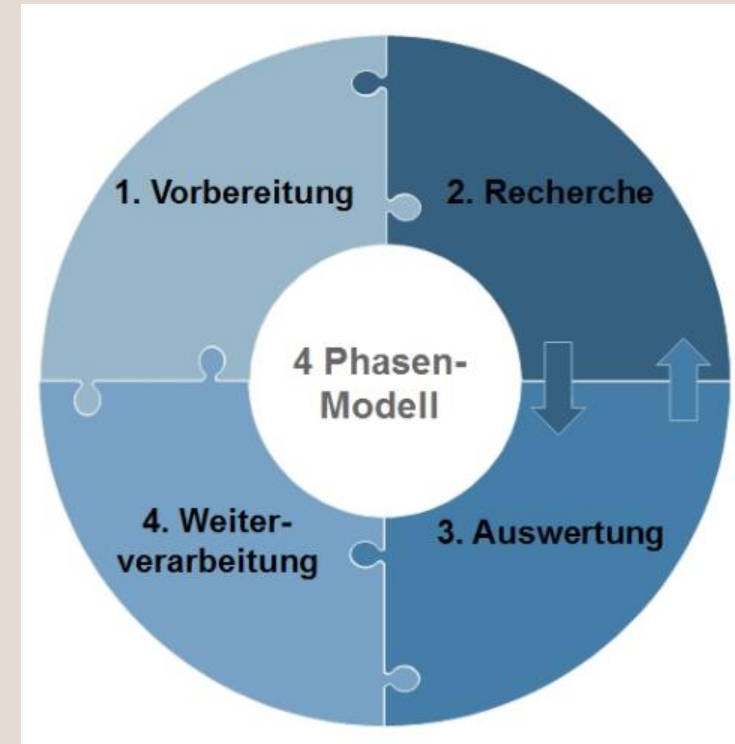 1. Vorbereitung
2. Recherche
4 Phasen-
Modell
3. Auswertung
4. Weiter-
verarbeitung